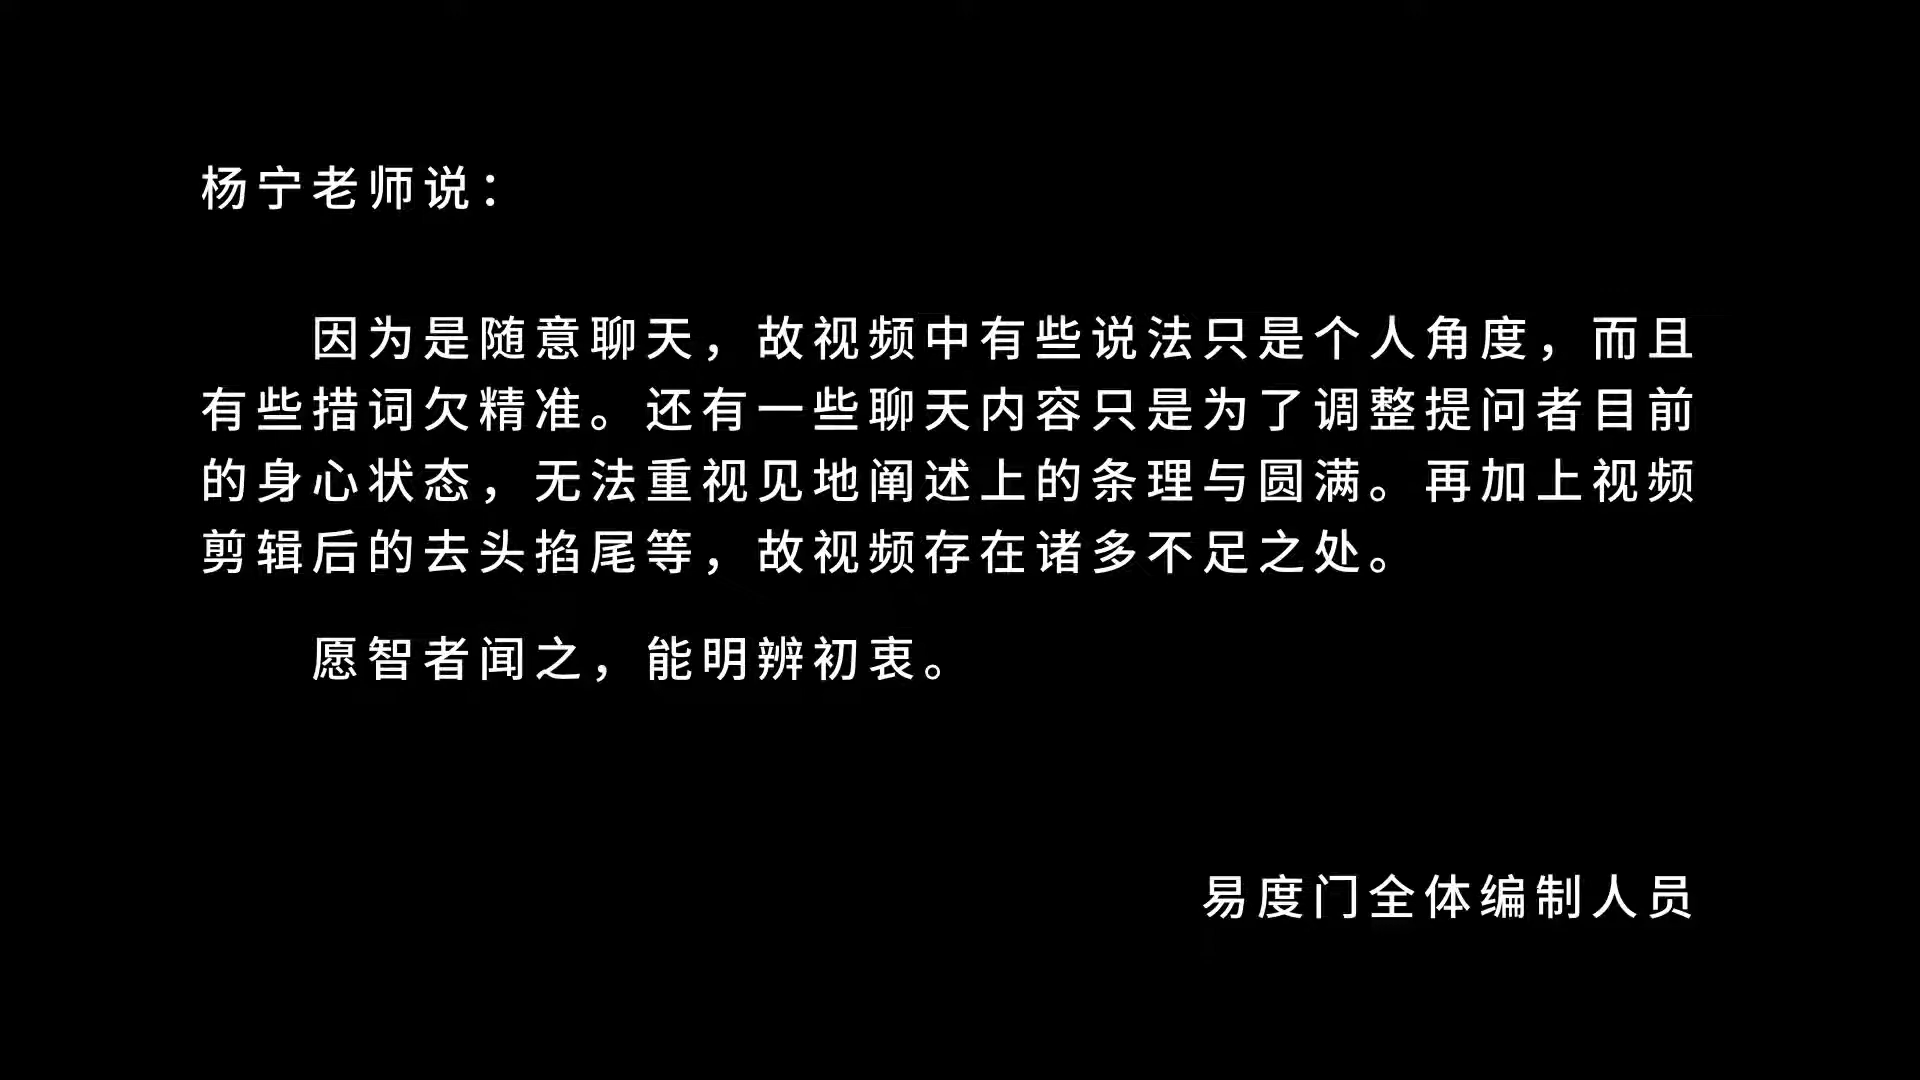 杨宁老师说：
因为是随意聊天，故视频中有些说法只是个人角度，而且
有些措词欠精准。还有一些聊天内容只是为了调整提问者目前
的身心状态，无法重视见地阐述上的条理与圆满。再加上视频
剪辑后的去头掐尾等，故视频存在诸多不足之处。
愿智者闻之，能明辨初衷。
易度门全体编制人员